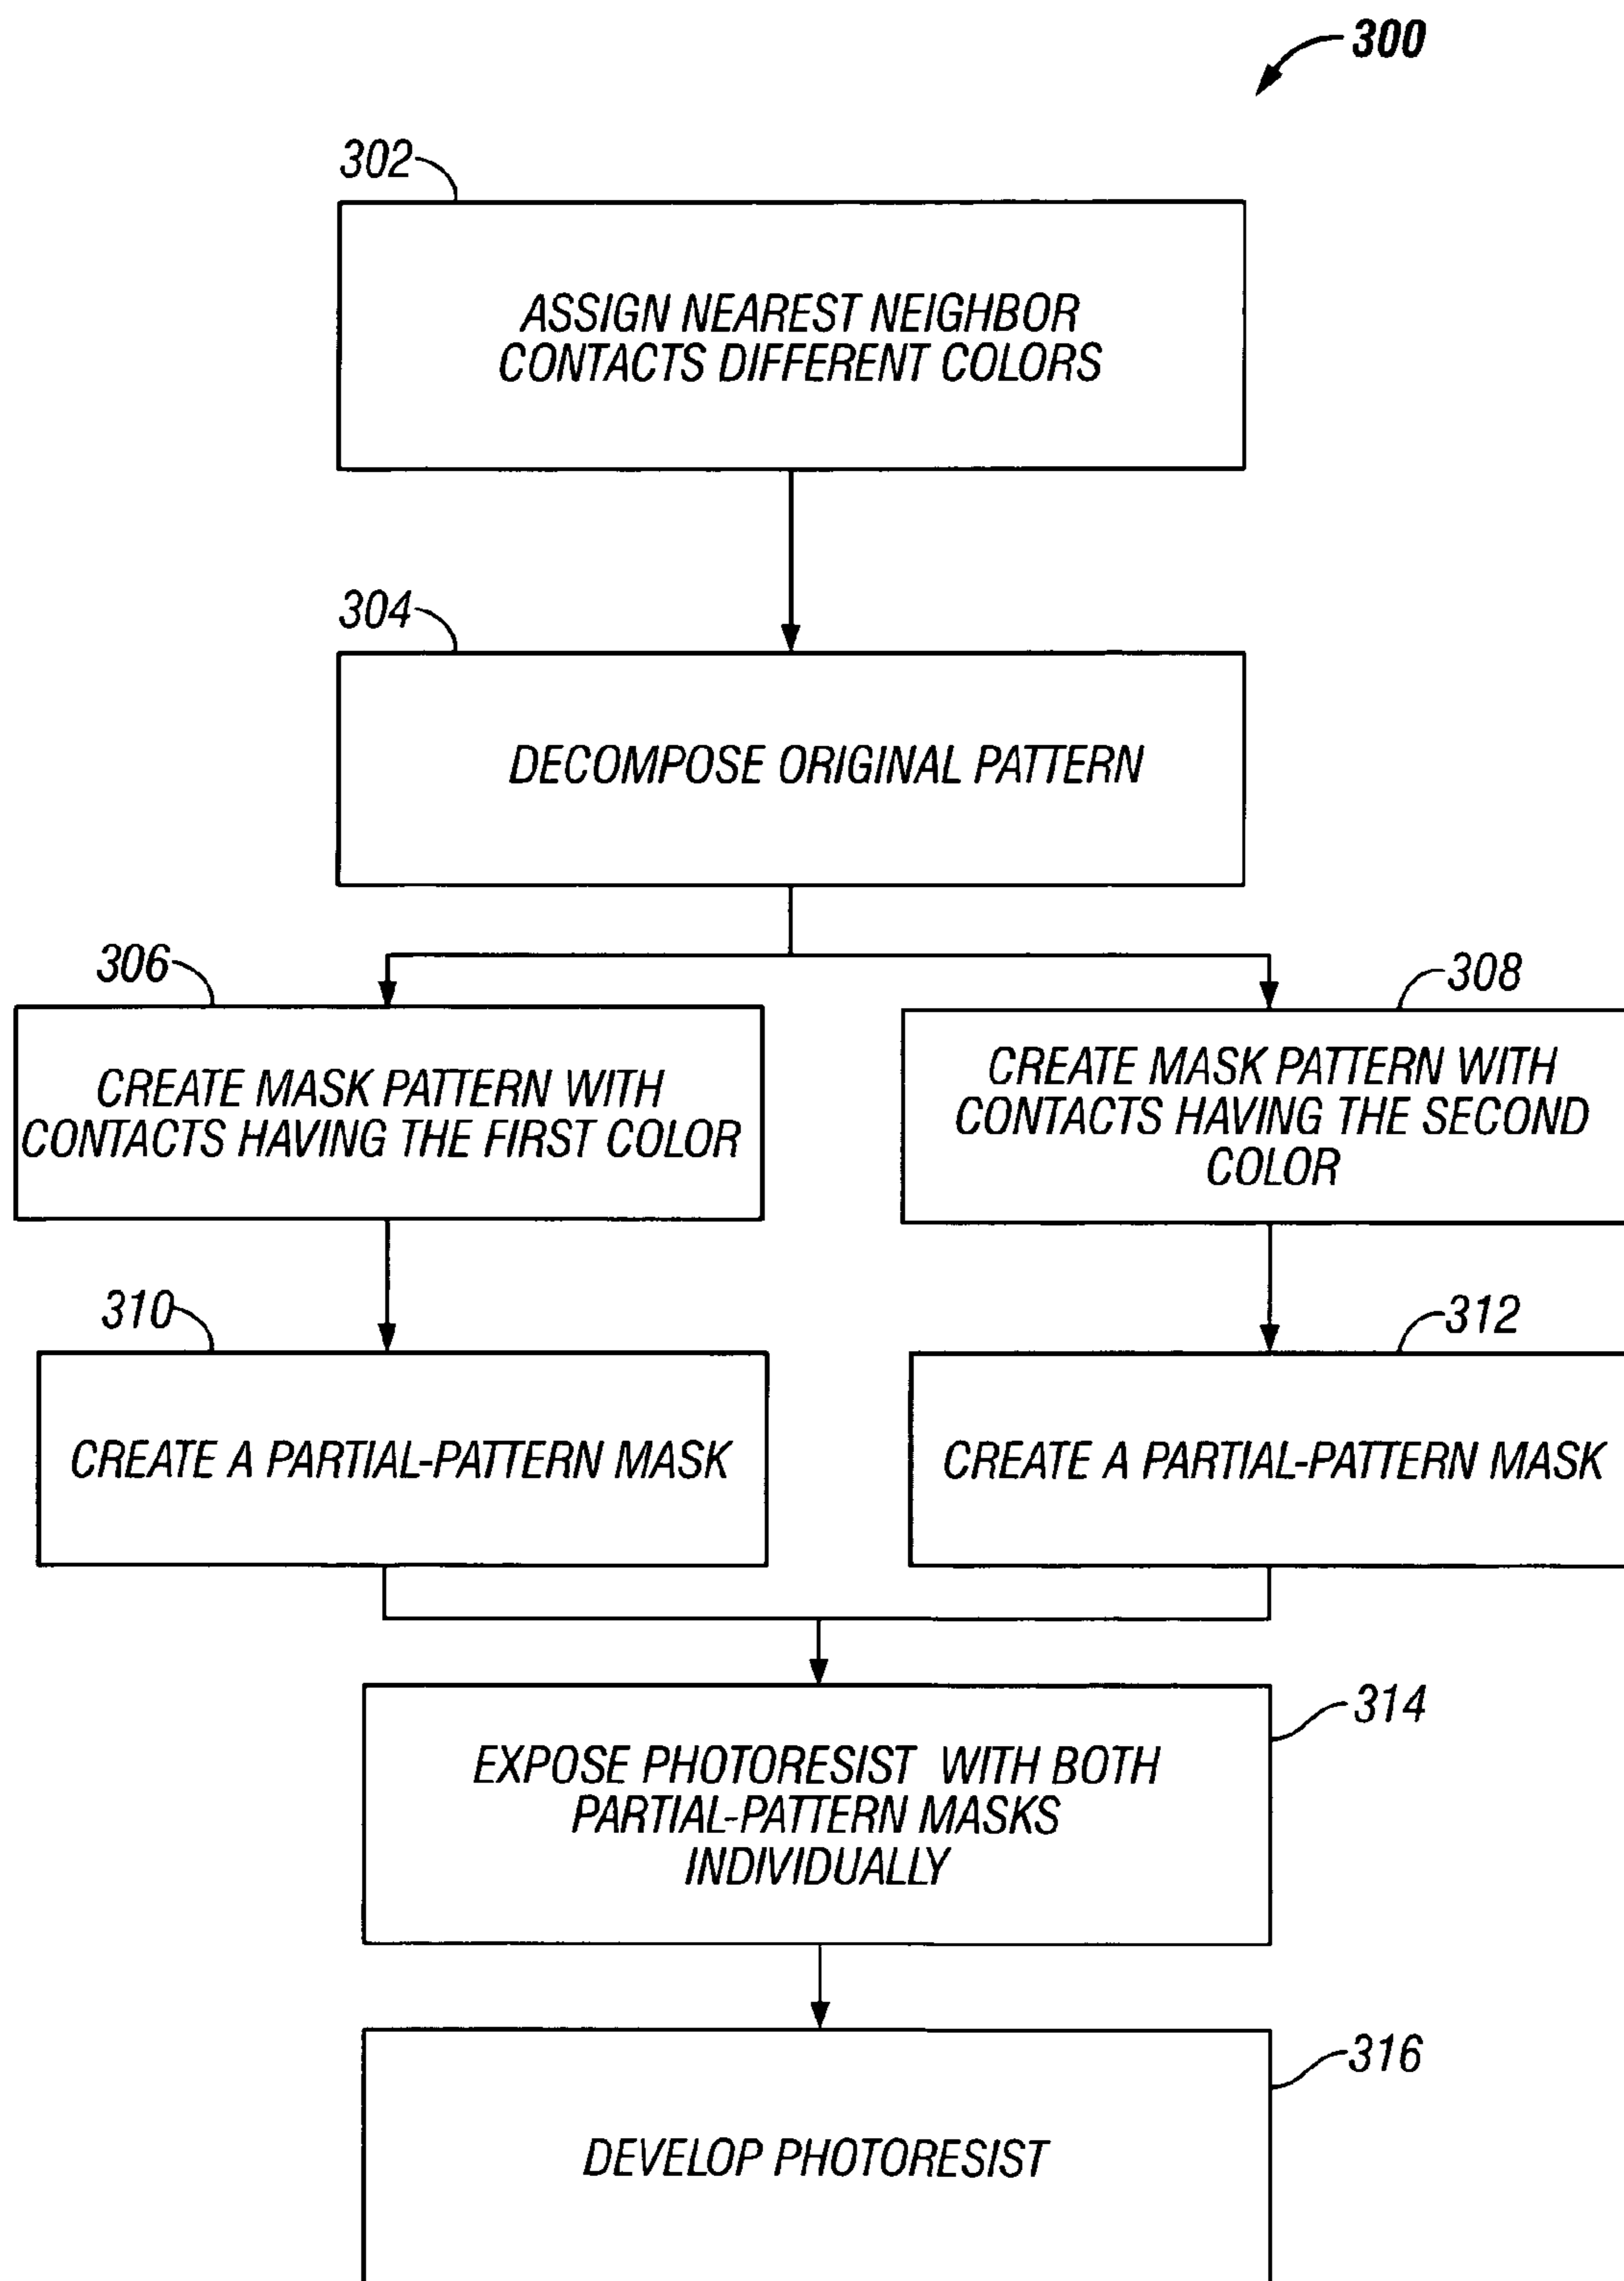 300
302
ASSIGN NEAREST NEIGHBOR
CONTACTS DIFFERENT COLORS
304
DECOMPOSE ORIGINAL PATTERN
306
CREATE MASK PATTERN WITH
CONTACTS HAVING THE FIRST COLOR
308
CREATE MASK PATTERN WITH
CONTACTS HAVING THE SECOND
COLOR
310
CREATE A PARTIAL-PATTERN MASK
312
CREATE A PARTIAL-PATTERN MASK
314
EXPOSE PHOTORESIST WITH BOTH
PARTIAL-PATTERN MASKS
INDIVIDUALLY
316
DEVELOP PHOTORESIST